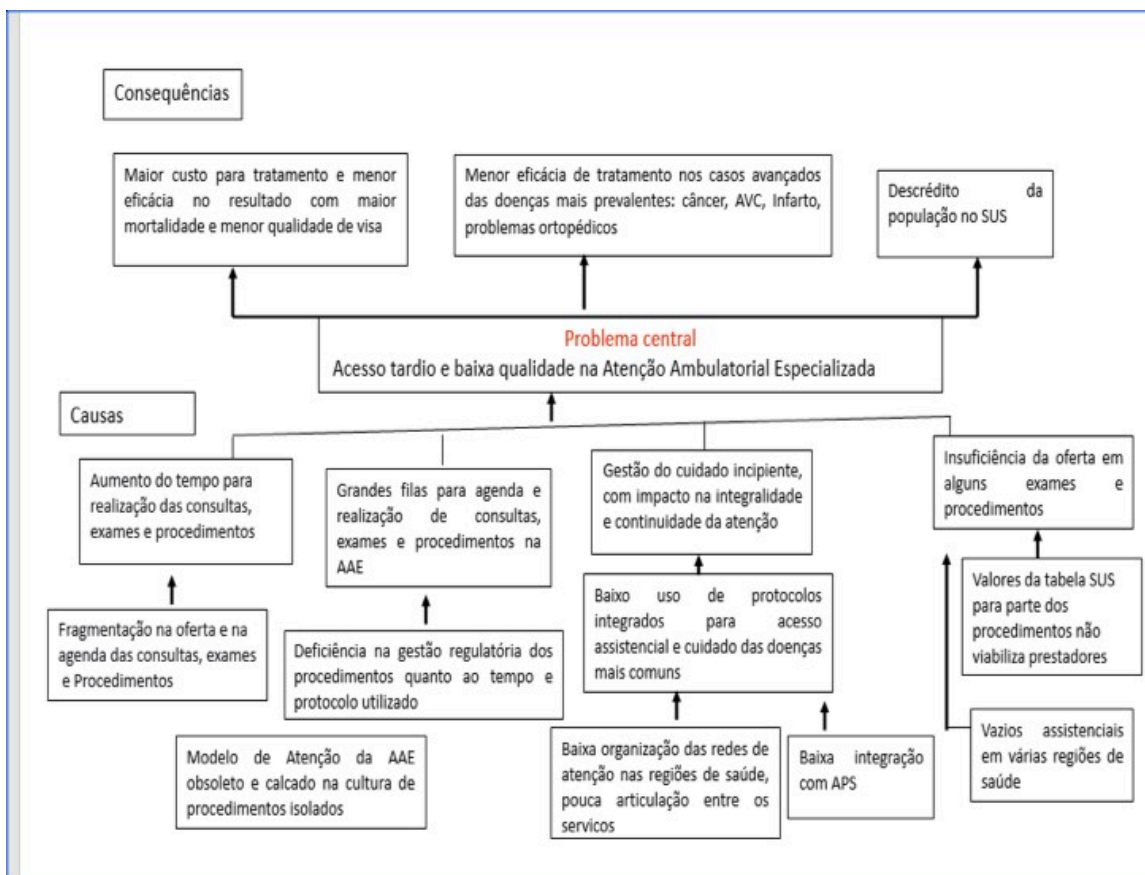 Consequências
Maior custo para tratamento e menor
eficácia no resultado com maior
mortalidade e menor qualidade de visa
Menor eficácia de tratamento nos casos avançados
das doenças mais prevalentes: câncer, AVC, Infarto,
problemas ortopédicos
Descrédito da
população no SUS
Problema central
Acesso tardio e baixa qualidade na Atenção Ambulatorial Especializada
Causas
Aumento do tempo para
realização das consultas,
exames e procedimentos
Grandes filas para agenda e
realização de consultas,
exames e procedimentos na
AAE
Gestão do cuidado incipiente,
com impacto na integralidade
e continuidade da atenção
Insuficiência da oferta em
alguns exames e
procedimentos
Fragmentação na oferta e na
agenda das consultas, exames
e Procedimentos
Deficiência na gestão regulatória dos
procedimentos quanto ao tempo e
protocolo utilizado
Baixo uso de protocolos
integrados para acesso
assistencial e cuidado das doenças
mais comuns
Valores da tabela SUS
para parte dos
procedimentos não
viabiliza prestadores
Modelo de Atenção da AAE
obsoleto e calcado na cultura de
procedimentos isolados
Baixa organização das redes de
atenção nas regiões de saúde,
pouca articulação entre os
servicos
Baixa integração
com APS
Vazios assistenciais
em várias regiões de
saúde